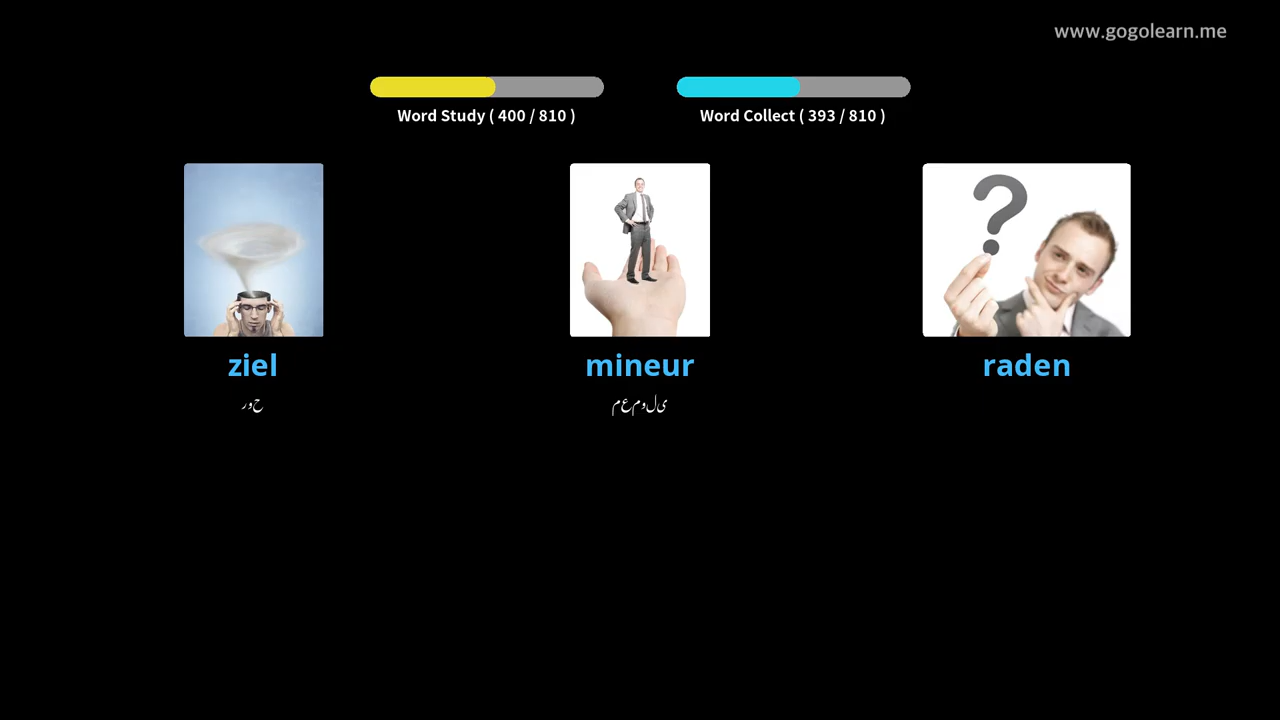 www.gogolearn.me
Word Study ( 400 / 810 )
Word Collect ( 393 / 810 )
ziel
mineur
raden
روح
معمولی